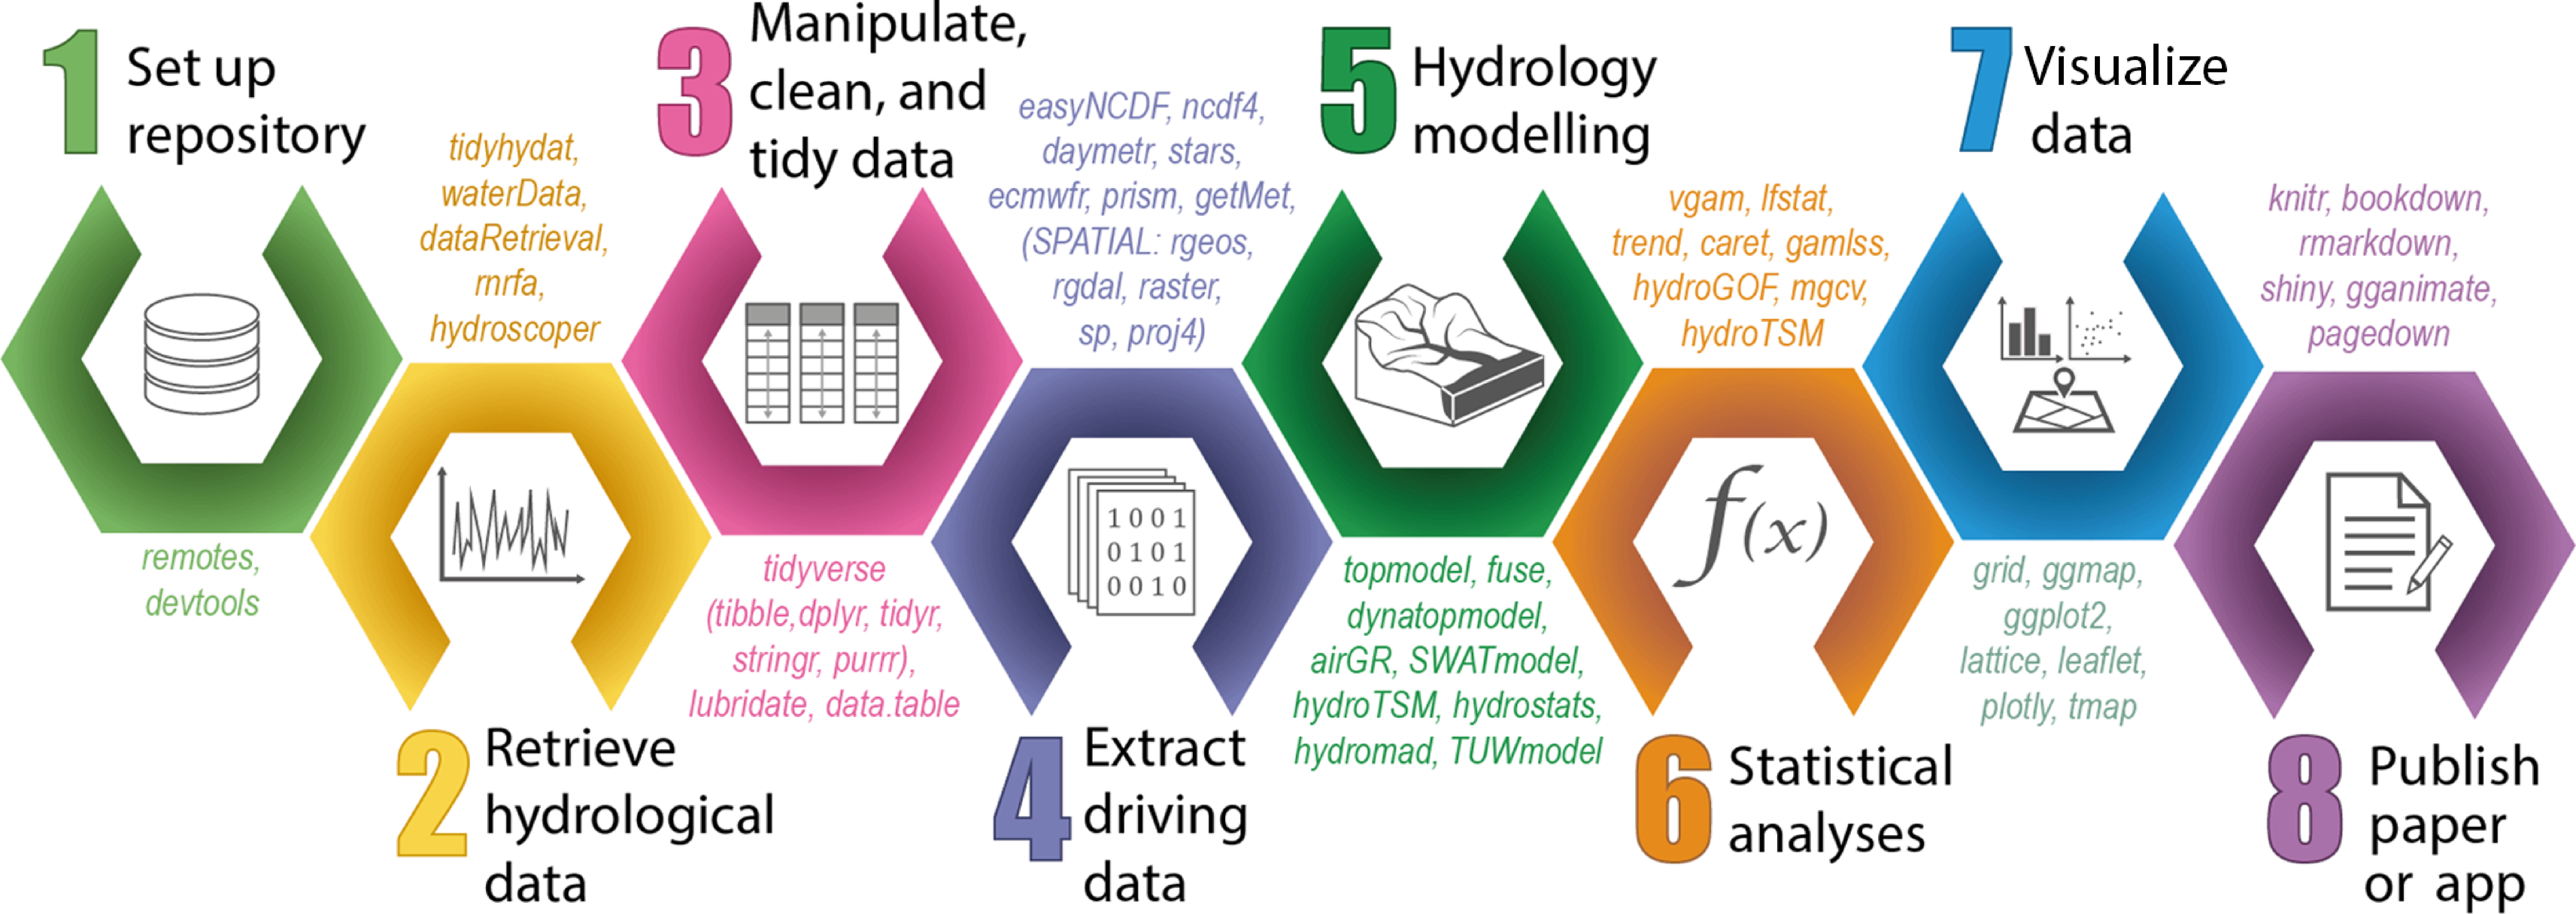 1
Set up
repository
remotes,
devtools
tidyhydat,
waterData,
dataRetrieval,
rnrfa,
hydroscoper
2
Retrieve
hydrological
data
3
Manipulate,
clean, and
tidy data
tidyverse
(tibble,dplyr, tidyr,
stringr, purrr),
lubridate, data.table
easyNCDF, ncdf4,
daymetr, stars,
ecmwfr, prism, getMet,
(SPATIAL: rgeos,
rgdal, raster,
sp, proj4)
1 0 0 1
0 1 0 1
0 0 1 0
4
Extract
driving
data
5
Hydrology
modelling
topmodel, fuse,
dynatopmodel,
airGR, SWATmodel,
hydroTSM, hydrostats,
hydromad, TUWmodel
vgam, lfstat,
trend, caret, gamlss,
hydroGOF, mgcv,
hydroTSM
f(x)
6
Statistical
analyses
7
Visualize
data
grid, ggmap,
ggplot2,
lattice, leaflet,
plotly, tmap
knitr, bookdown,
rmarkdown,
shiny, gganimate,
pagedown
8
Publish
paper
or app